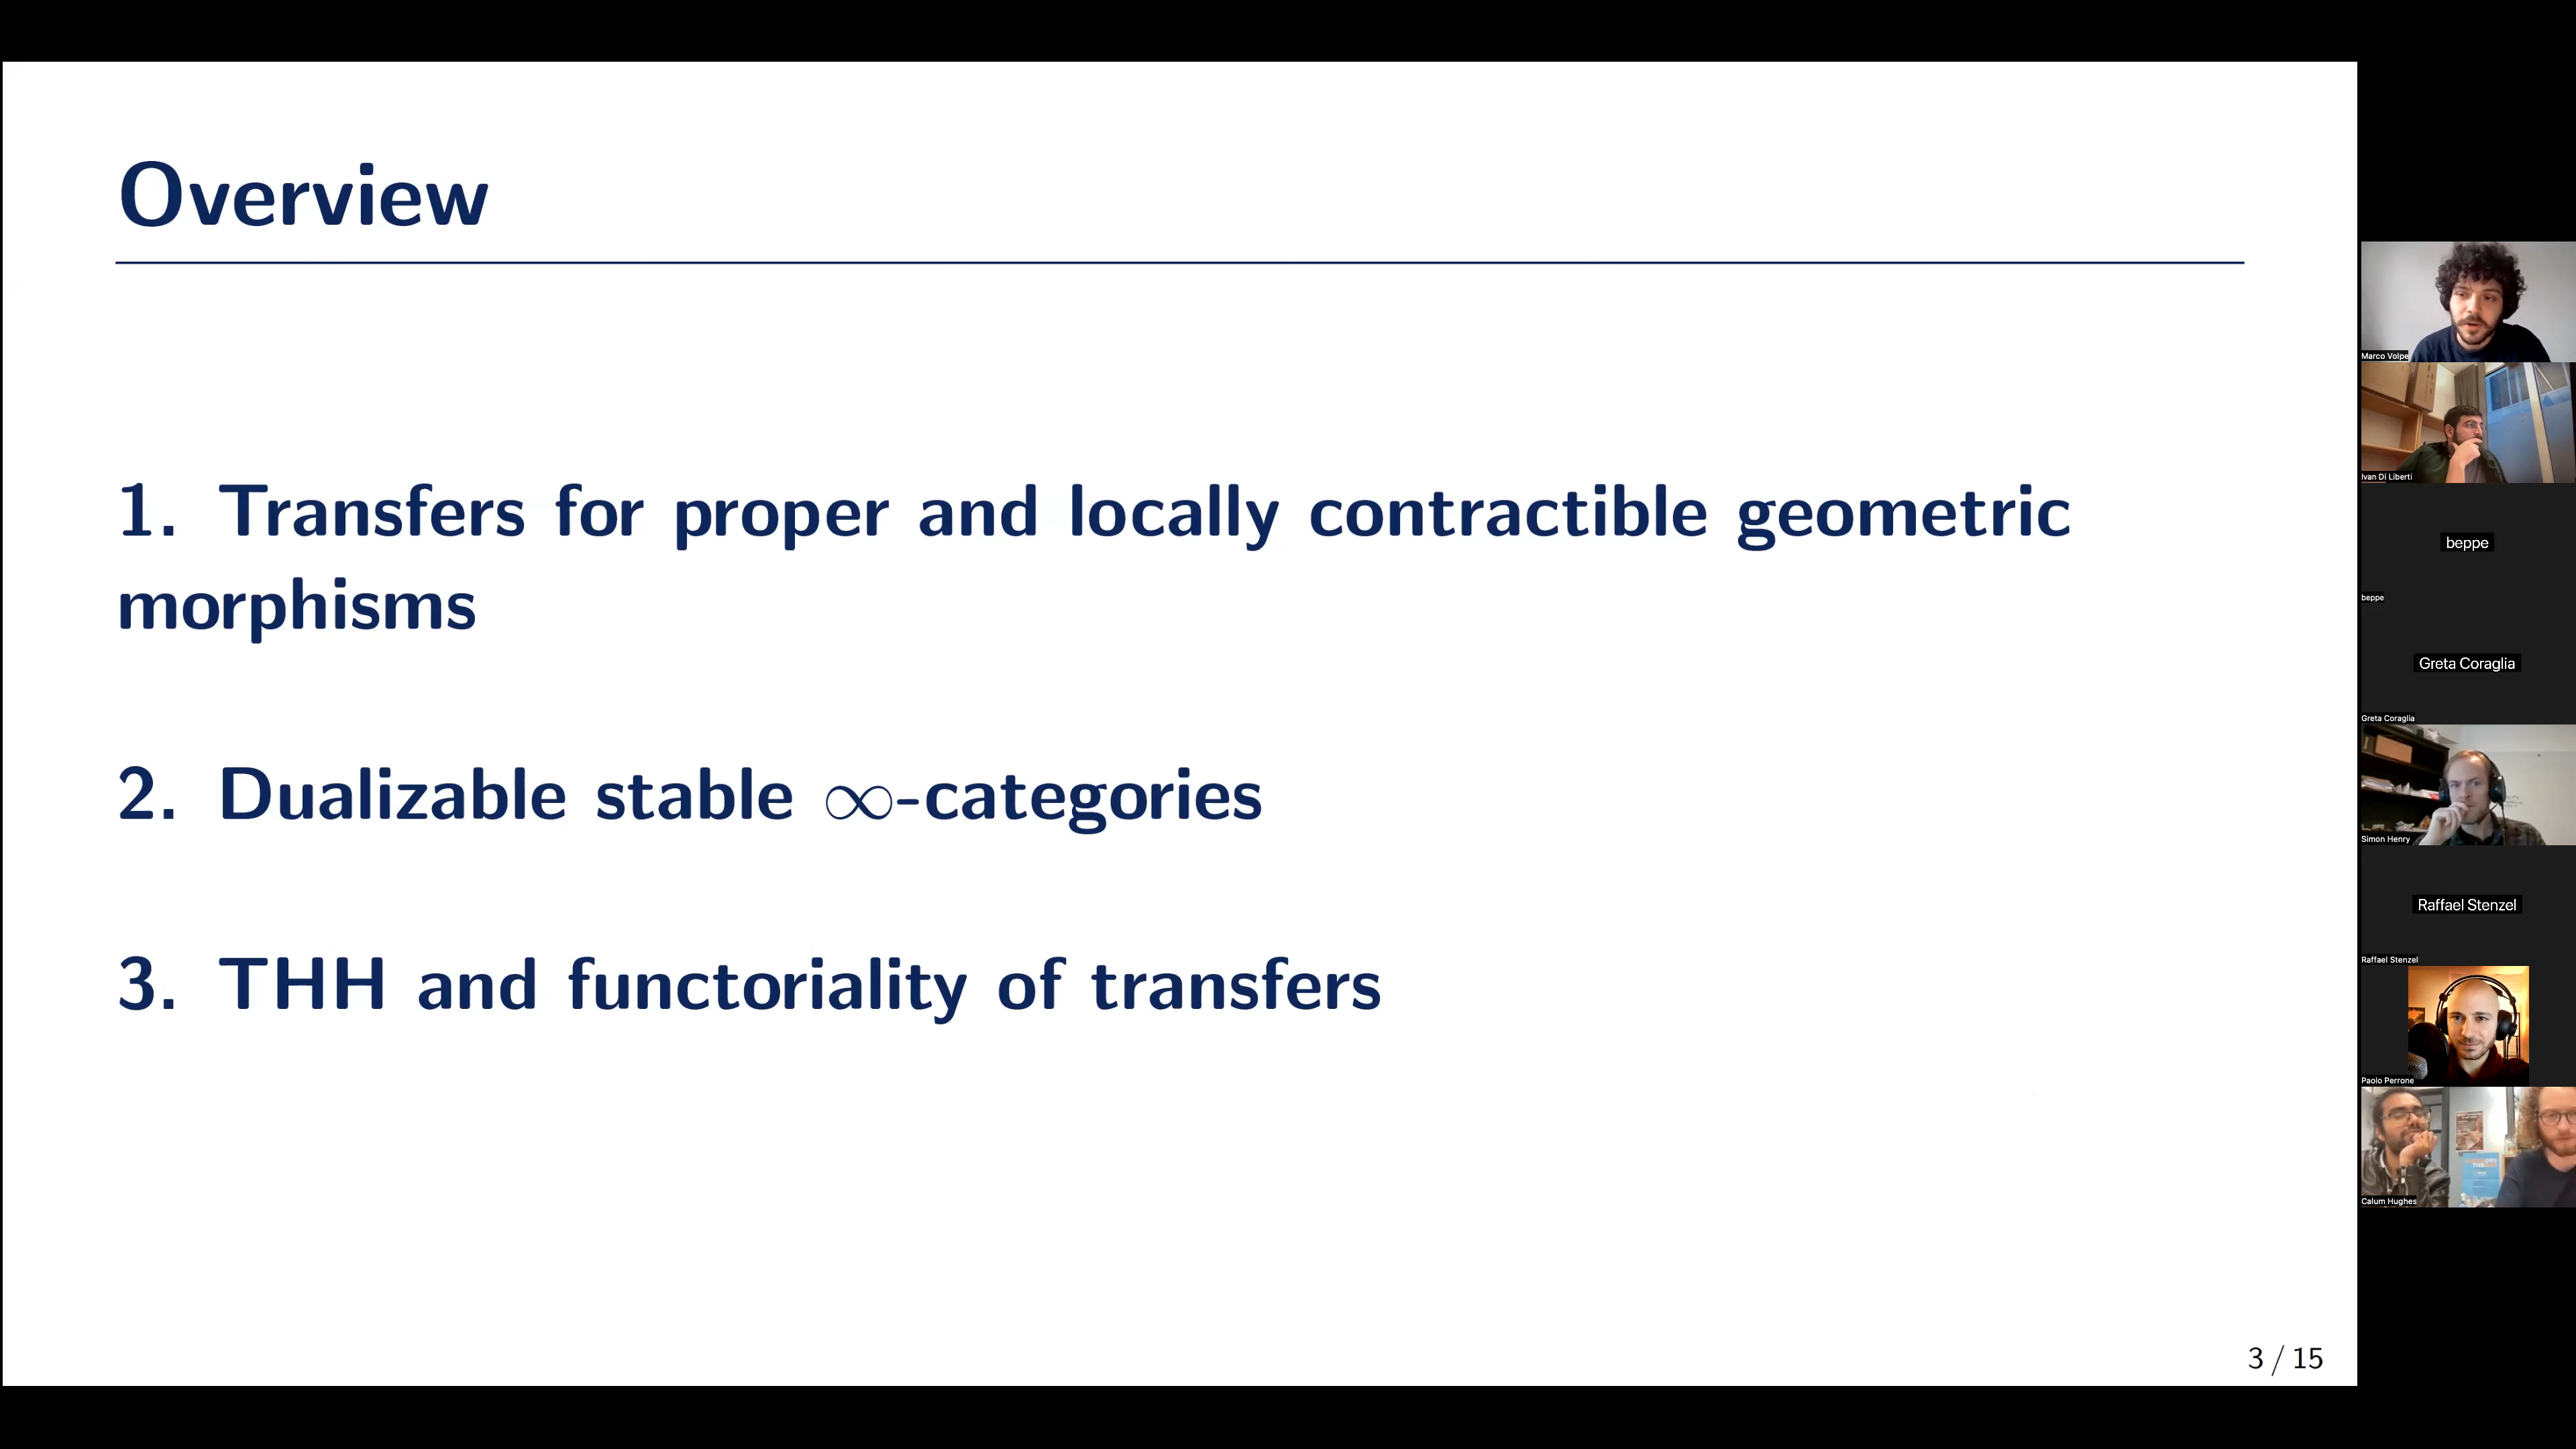 Overview
1. Transfers for proper and locally contractible geometric
morphisms
2. Dualizable stable ∞-categories
3. THH and functoriality of transfers
3 / 15
Marco Volpe
Ivan Di Liberti
beppe
beppe
Greta Coraglia
Greta Coraglia
Simon Henry
Raffael Stenzel
Raffael Stenzel
Paolo Perrone
Calum Hughes